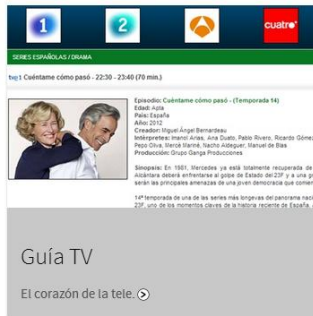 1 2 cuatro
SERIES ESPAÑOLAS / DRAMA
tve1 Cuéntame cómo pasó - 22:30 - 23:40 (70 min.)
Episodio: Cuéntame cómo pasó - (Temporada 14)
Edad: Apta
País: España
Año: 2012
Creador: Miguel Ángel Bernardeau
Intérpretes: Imanol Arias, Ana Duato, Pablo Rivero, Ricardo Góme
Pepo Oliva, Mercè Mariné, Nacho Aldeguer, Manuel de Blas
Producción: Grupo Ganga Producciones
Sinopsis: En 1981, Mercedes ya está totalmente recuperada de
Alcántara deberá enfrentarse al golpe de Estado del 23F y a una g
serán las principales amenazas de una joven democracia que comien
14ª temporada de una de las series más longevas del panorama nac
23F, uno de los momentos claves de la historia reciente de España.
Guía TV
El corazón de la tele.